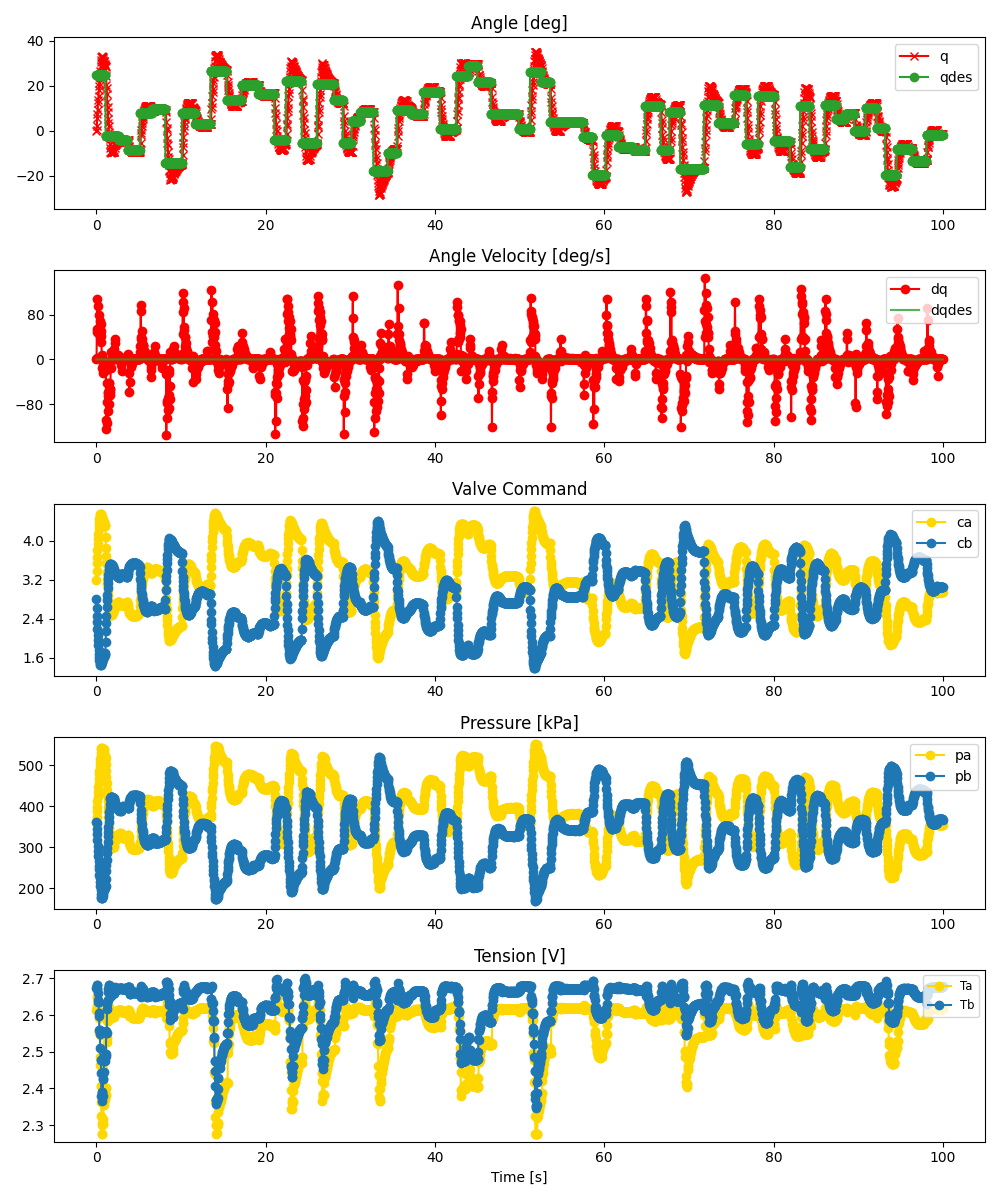 Angle [deg]
40
20
0
−20
q
qdes
0 20 40 60 80 100
Angle Velocity [deg/s]
80
0
−80
dq
dqdes
0 20 40 60 80 100
Valve Command
4.0
3.2
2.4
1.6
ca
cb
0 20 40 60 80 100
Pressure [kPa]
500
400
300
200
pa
pb
0 20 40 60 80 100
Tension [V]
2.7
2.6
2.5
2.4
2.3
Ta
Tb
0 20 40 60 80 100
Time [s]